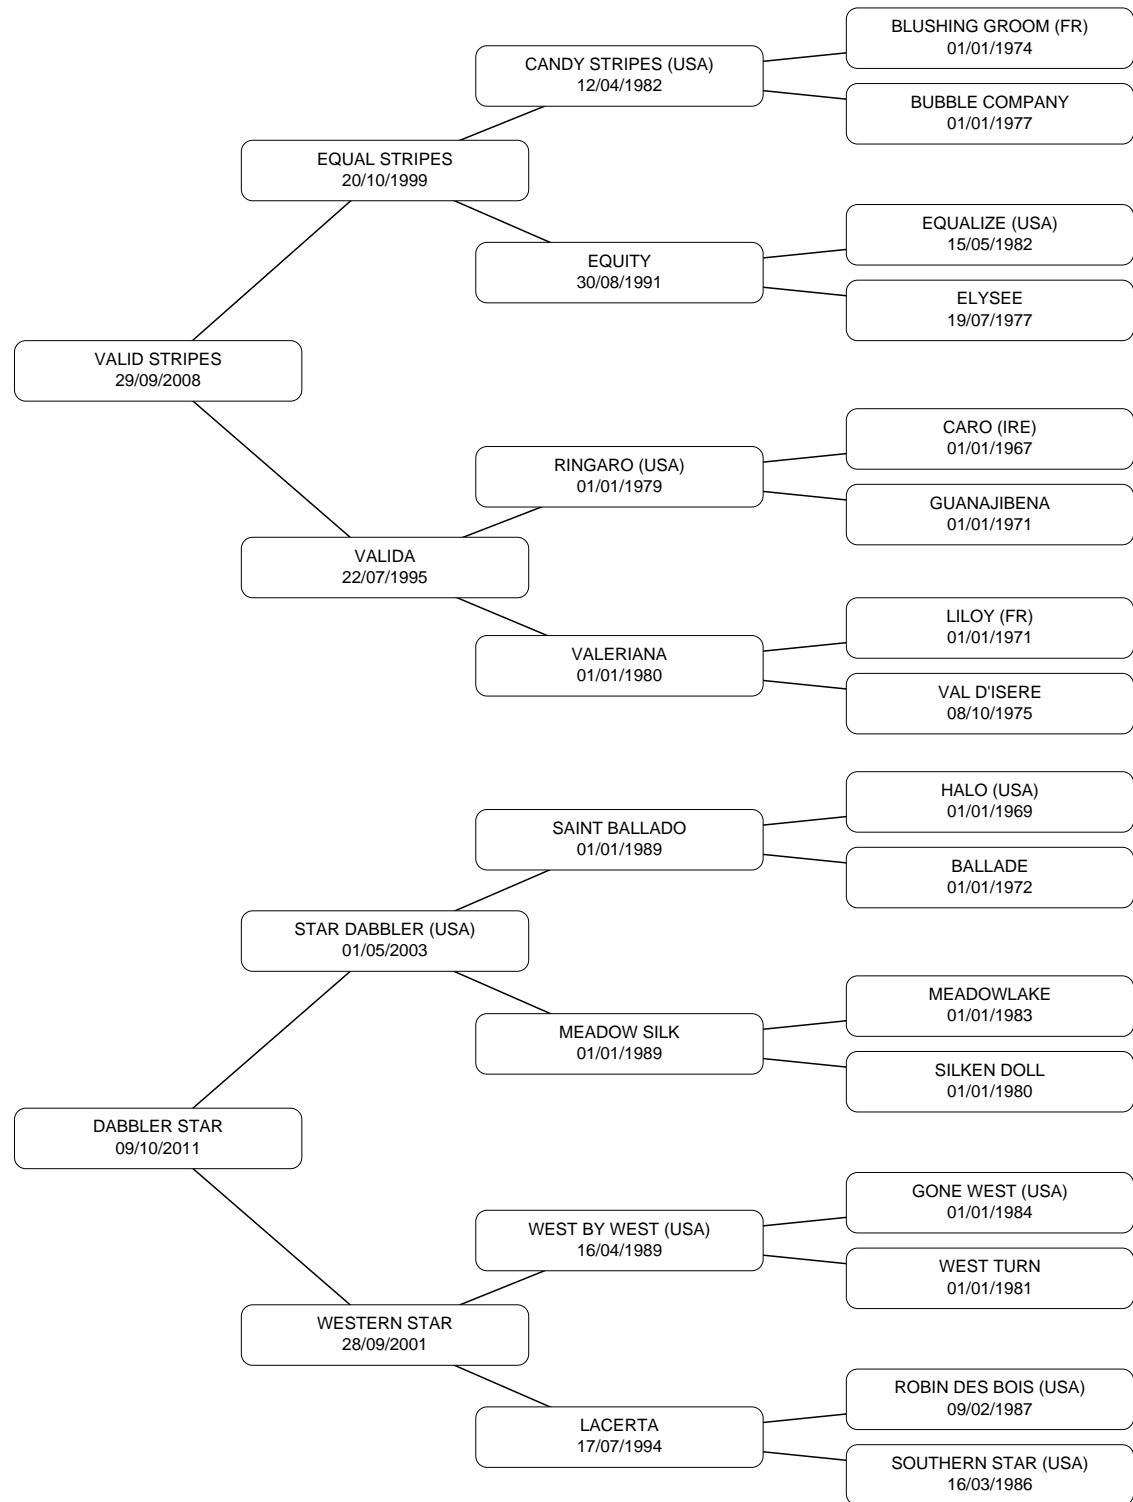 BLUSHING GROOM (FR)
01/01/1974
CANDY STRIPES (USA)
12/04/1982
BUBBLE COMPANY
01/01/1977
EQUAL STRIPES
20/10/1999
EQUALIZE (USA)
15/05/1982
EQUITY
30/08/1991
ELYSEE
19/07/1977
VALID STRIPES
29/09/2008
CARO (IRE)
01/01/1967
RINGARO (USA)
01/01/1979
GUANAJIBENA
01/01/1971
VALIDA
22/07/1995
LILOY (FR)
01/01/1971
VALERIANA
01/01/1980
VAL D'ISERE
08/10/1975
HALO (USA)
01/01/1969
SAINT BALLADO
01/01/1989
BALLADE
01/01/1972
STAR DABBLER (USA)
01/05/2003
MEADOWLAKE
01/01/1983
MEADOW SILK
01/01/1989
SILKEN DOLL
01/01/1980
DABBLER STAR
09/10/2011
GONE WEST (USA)
01/01/1984
WEST BY WEST (USA)
16/04/1989
WEST TURN
01/01/1981
WESTERN STAR
28/09/2001
ROBIN DES BOIS (USA)
09/02/1987
LACERTA
17/07/1994
SOUTHERN STAR (USA)
16/03/1986